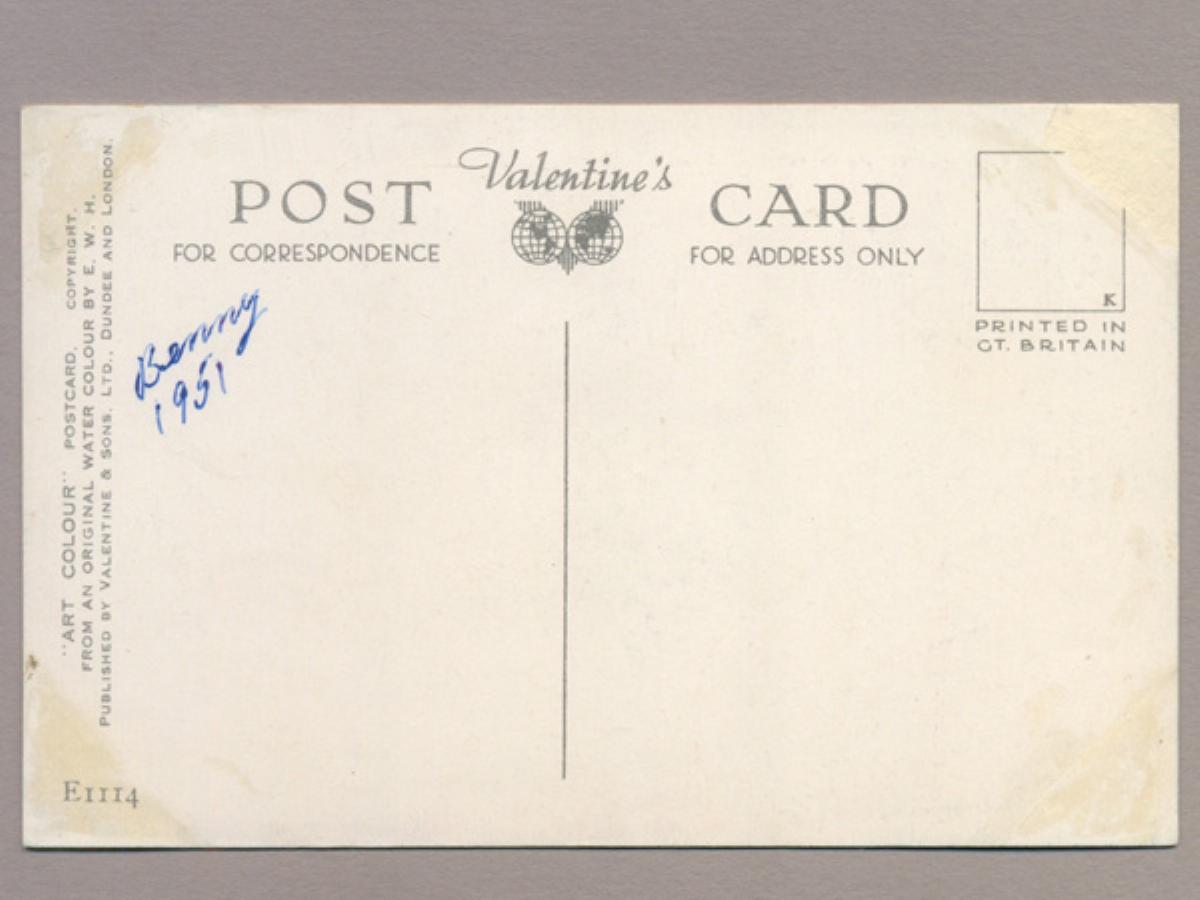 Valentine's
POST CARD
FOR CORRESPONDENCE
FOR ADDRESS ONLY
K
PRINTED IN
GT. BRITAIN
Benny
1951
"ART COLOUR" POSTCARD. COPYRIGHT.
FROM AN ORIGINAL WATER COLOUR BY E. W. H.
PUBLISHED BY VALENTINE & SONS. LTD., DUNDEE AND LONDON.
E1114